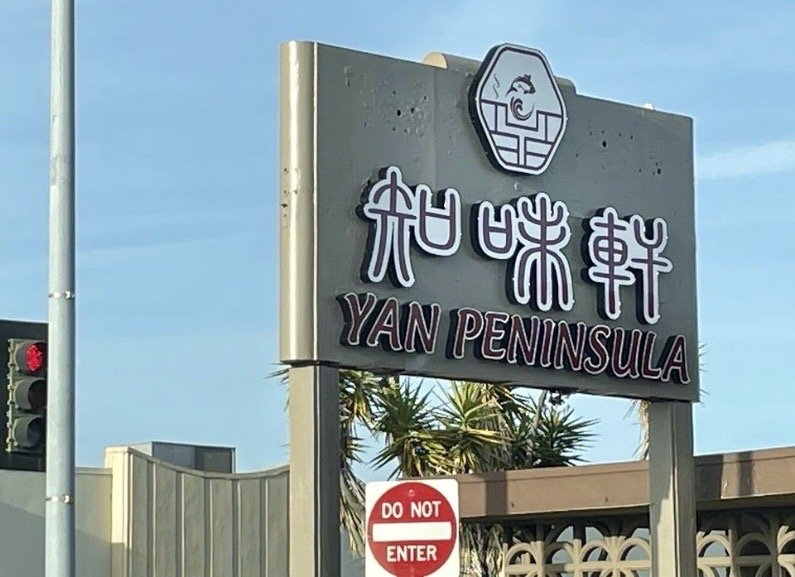 知味軒
YAN PENINSULA
DO NOT
ENTER